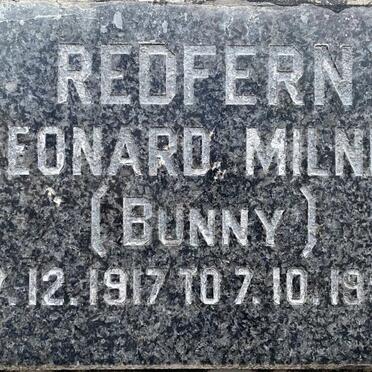 REDFERN
EONARD MILN
(BUNNY)
.12.1917 TO 7.10.19